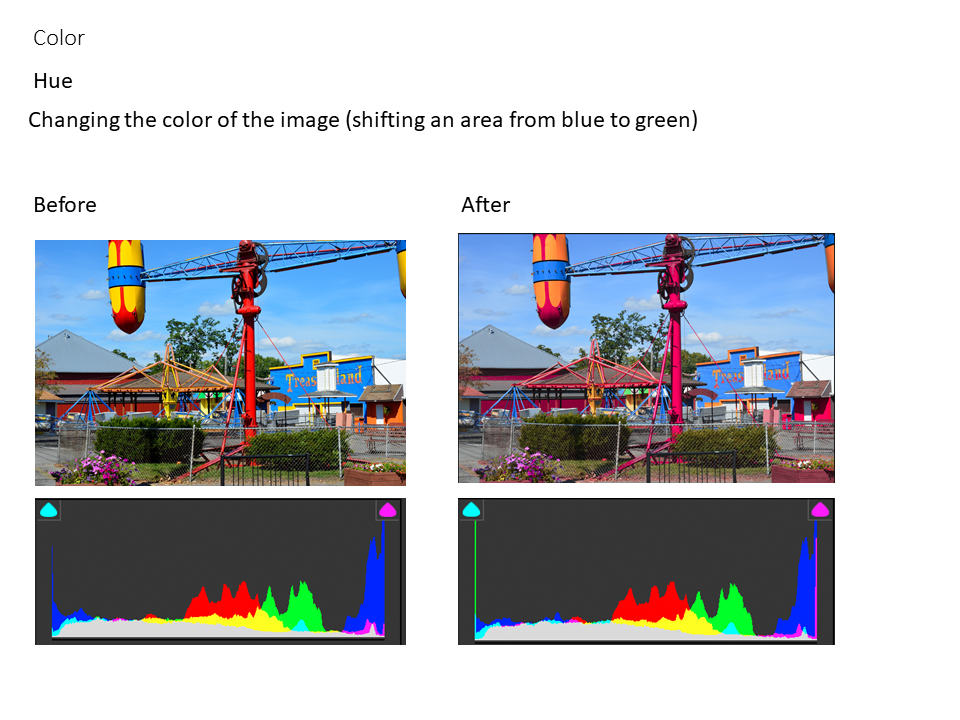 Color
Hue
Changing the color of the image (shifting an area from blue to green)
Before
After